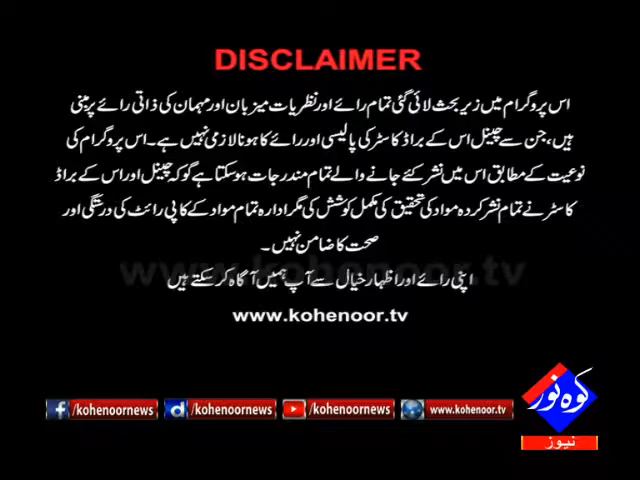 DISCLAIMER
اس پروگرام میں زیرِ بحث لائی گئی تمام رائے اور نظریات میزبان اور مہمان کی ذاتی رائے پر مبنی
ہیں، جن سے چینل اس کے براڈ کاسٹر کی پالیسی اور رائے کا ہونا لازمی نہیں ہے۔ اس پروگرام کی
نوعیت کے مطابق اس میں نشر کئے جانے والے تمام مندرجات ہو سکتا ہے گو کہ چینل اور اس کے براڈ
کاسٹر نے تمام نشر کردہ مواد کی تحقیق کی مکمل کوشش کی مگر ادارہ تمام مواد کے کاپی رائٹ کی درستگی اور
صحت کا ضامن نہیں۔
www.kohenoor.tv
اپنی رائے اور اظہار خیال سے آپ ہمیں آگاہ کر سکتے ہیں
www.kohenoor.tv
/kohenoornews /kohenoornews /kohenoornews www.kohenoor.tv
کوہ نور
نیوز